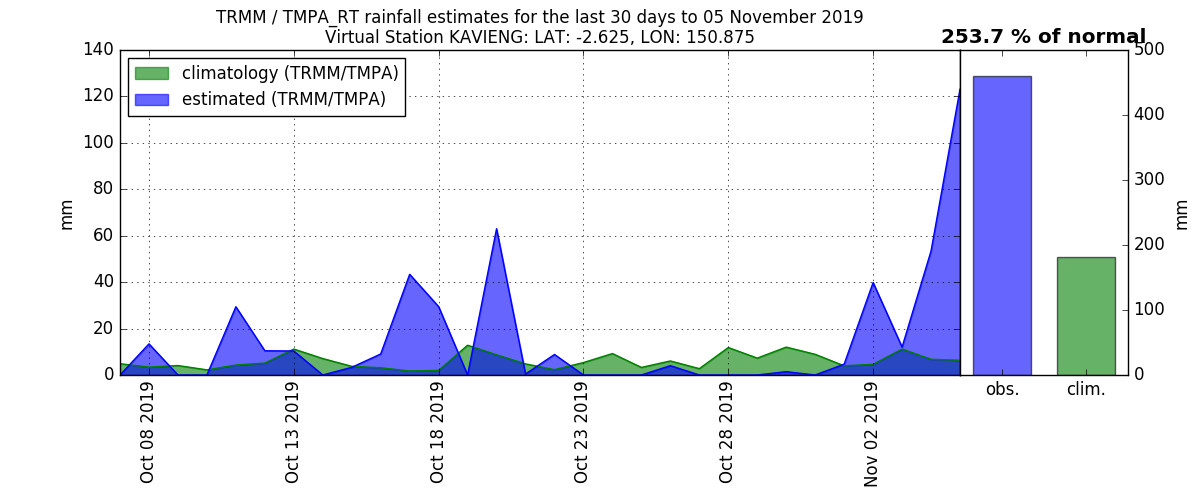 TRMM / TMPA_RT rainfall estimates for the last 30 days to 05 November 2019
Virtual Station KAVIENG: LAT: -2.625, LON: 150.875
253.7 % of normal
climatology (TRMM/TMPA)
estimated (TRMM/TMPA)
140
120
100
80
60
40
20
0
mm
Oct 08 2019
Oct 13 2019
Oct 18 2019
Oct 23 2019
Oct 28 2019
Nov 02 2019
500
400
300
200
100
0
mm
obs.
clim.